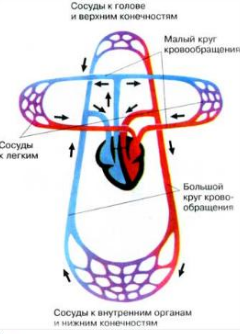 Сосуды к голове
и верхним конечностям
Малый круг
кровообращения
Сосуды
к легким
Большой
круг крово-
обращения
Сосуды к внутренним органам
и нижним конечностям